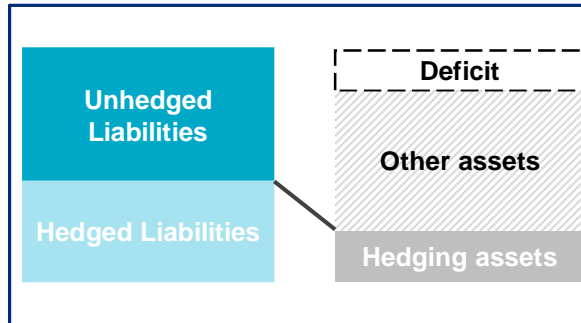 Unhedged
Liabilities
Hedged Liabilities
Deficit
Other assets
Hedging assets